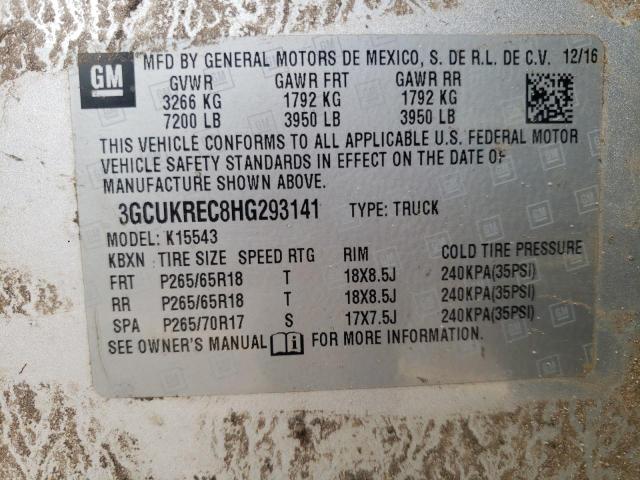 GM
MFD BY GENERAL MOTORS DE MEXICO, S. DE R.L. DE C.V. 12/16
GVWR GAWR FRT GAWR RR
3266 KG 1792 KG 1792 KG
7200 LB 3950 LB 3950 LB
THIS VEHICLE CONFORMS TO ALL APPLICABLE U.S. FEDERAL MOTOR
VEHICLE SAFETY STANDARDS IN EFFECT ON THE DATE OF
MANUFACTURE SHOWN ABOVE.
3GCUKREC8HG293141 TYPE: TRUCK
MODEL: K15543
KBXN TIRE SIZE SPEED RTG RIM COLD TIRE PRESSURE
FRT P265/65R18 T 18X8.5J 240KPA(35PSI)
RR P265/65R18 T 18X8.5J 240KPA(35PSI)
SPA P265/70R17 S 17X7.5J 240KPA(35PSI)
SEE OWNER'S MANUAL FOR MORE INFORMATION.